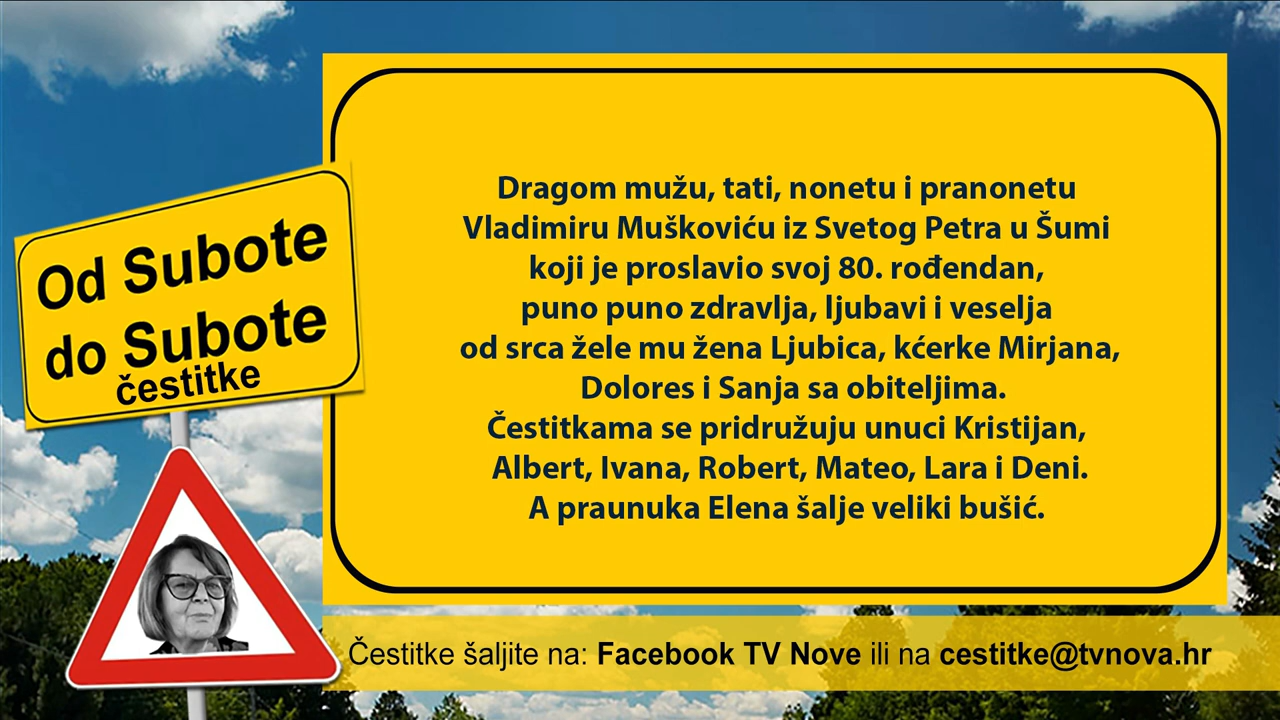 Od Subote
do Subote
čestitke
Dragom mužu, tati, nonetu i pranonetu
Vladimiru Muškoviću iz Svetog Petra u Šumi
koji je proslavio svoj 80. rođendan,
puno puno zdravlja, ljubavi i veselja
od srca žele mu žena Ljubica, kćerke Mirjana,
Dolores i Sanja sa obiteljima.
Čestitkama se pridružuju unuci Kristijan,
Albert, Ivana, Robert, Mateo, Lara i Deni.
A praunuka Elena šalje veliki bušić.
Čestitke šaljite na: Facebook TV Nove ili na cestitke@tvnova.hr